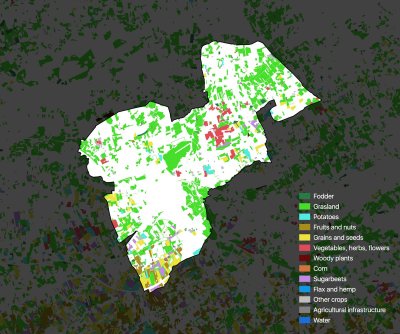 Fodder
Grasland
Potatoes
Fruits and nuts
Grains and seeds
Vegetables, herbs, flowers
Woody plants
Corn
Sugarbeets
Flax and hemp
Other crops
Agricultural infrastructure
Water